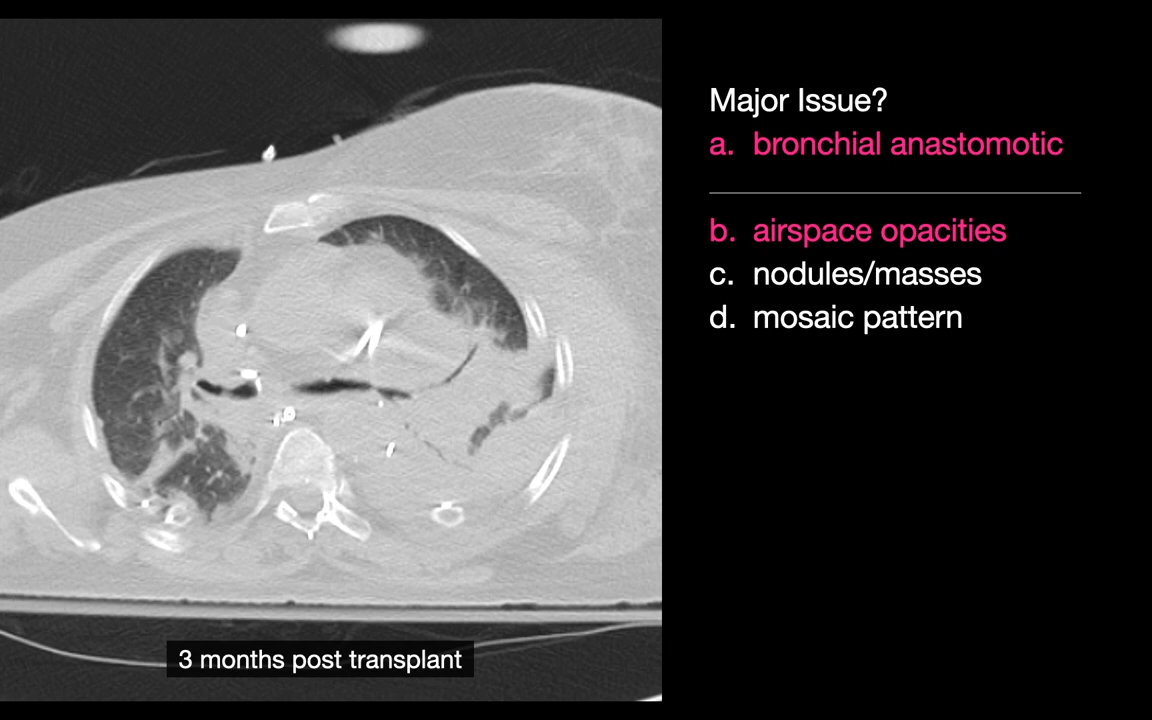 Major Issue?
a. bronchial anastomotic
b. airspace opacities
c. nodules/masses
d. mosaic pattern
3 months post transplant